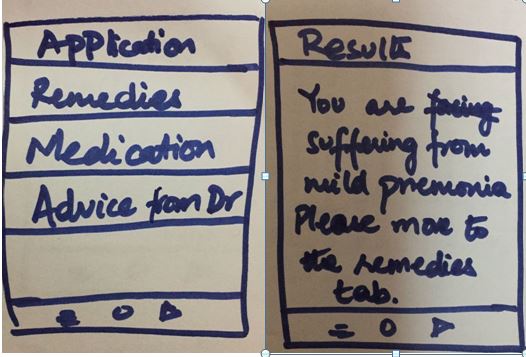 Application
Remedies
Medication
Advice from Dr
Results
You are facing
suffering from
mild pnemonia
Please move to
the remedies
tab.